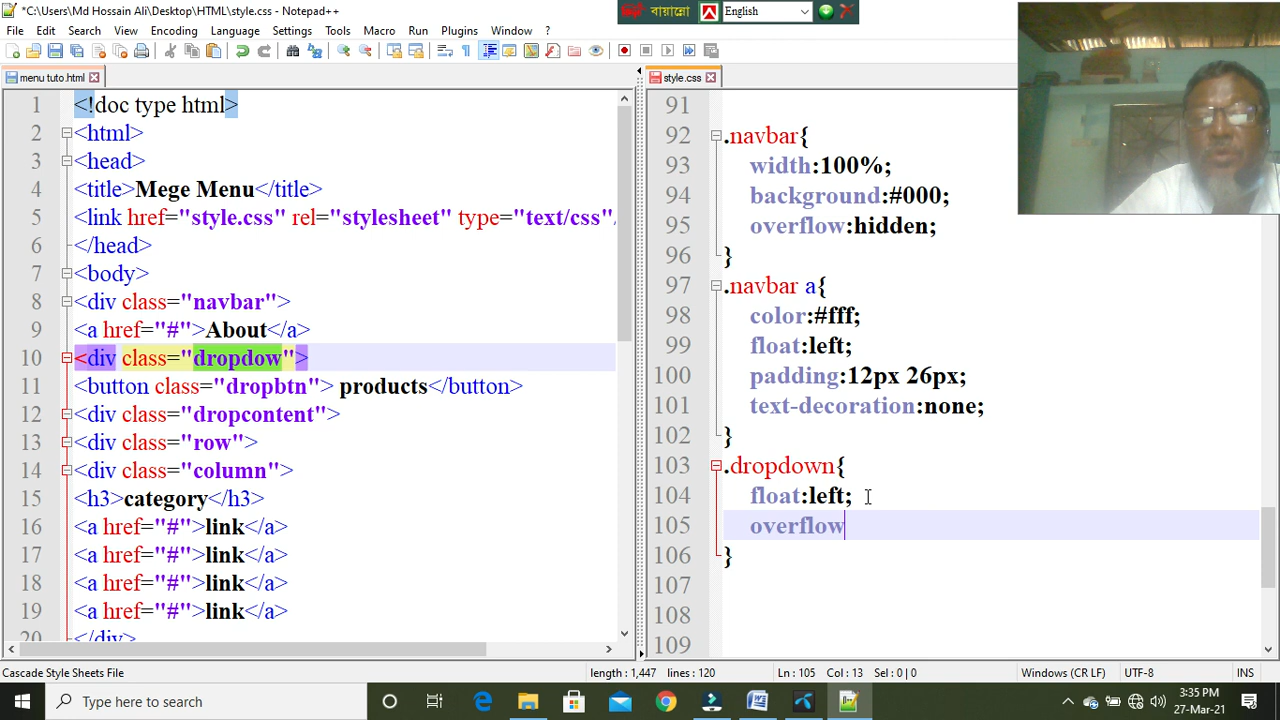 *C:\Users\Md Hossain Ali\Desktop\HTML\style.css - Notepad++
বায়ান্নো
English
File Edit Search View Encoding Language Settings Tools Macro Run Plugins Window ?
menu tuto.html
style.css
1 <!doc type html>
2 <html>
3 <head>
4 <title>Mege Menu</title>
5 <link href="style.css" rel="stylesheet" type="text/css"
6 </head>
7 <body>
8 <div class="navbar">
9 <a href="#">About</a>
10 <div class="dropdow">
11 <button class="dropbtn"> products</button>
12 <div class="dropcontent">
13 <div class="row">
14 <div class="column">
15 <h3>category</h3>
16 <a href="#">link</a>
17 <a href="#">link</a>
18 <a href="#">link</a>
19 <a href="#">link</a>
20 </div>
91
92 .navbar{
93 width:100%;
94 background:#000;
95 overflow:hidden;
96 }
97 .navbar a{
98 color:#fff;
99 float:left;
100 padding:12px 26px;
101 text-decoration:none;
102 }
103 .dropdown{
104 float:left;
105 overflow
106 }
107
108
109
Cascade Style Sheets File
length : 1,447 lines : 120
Ln : 105 Col : 13 Sel : 0 | 0
Windows (CR LF)
UTF-8
INS
Type here to search
3:35 PM
27-Mar-21